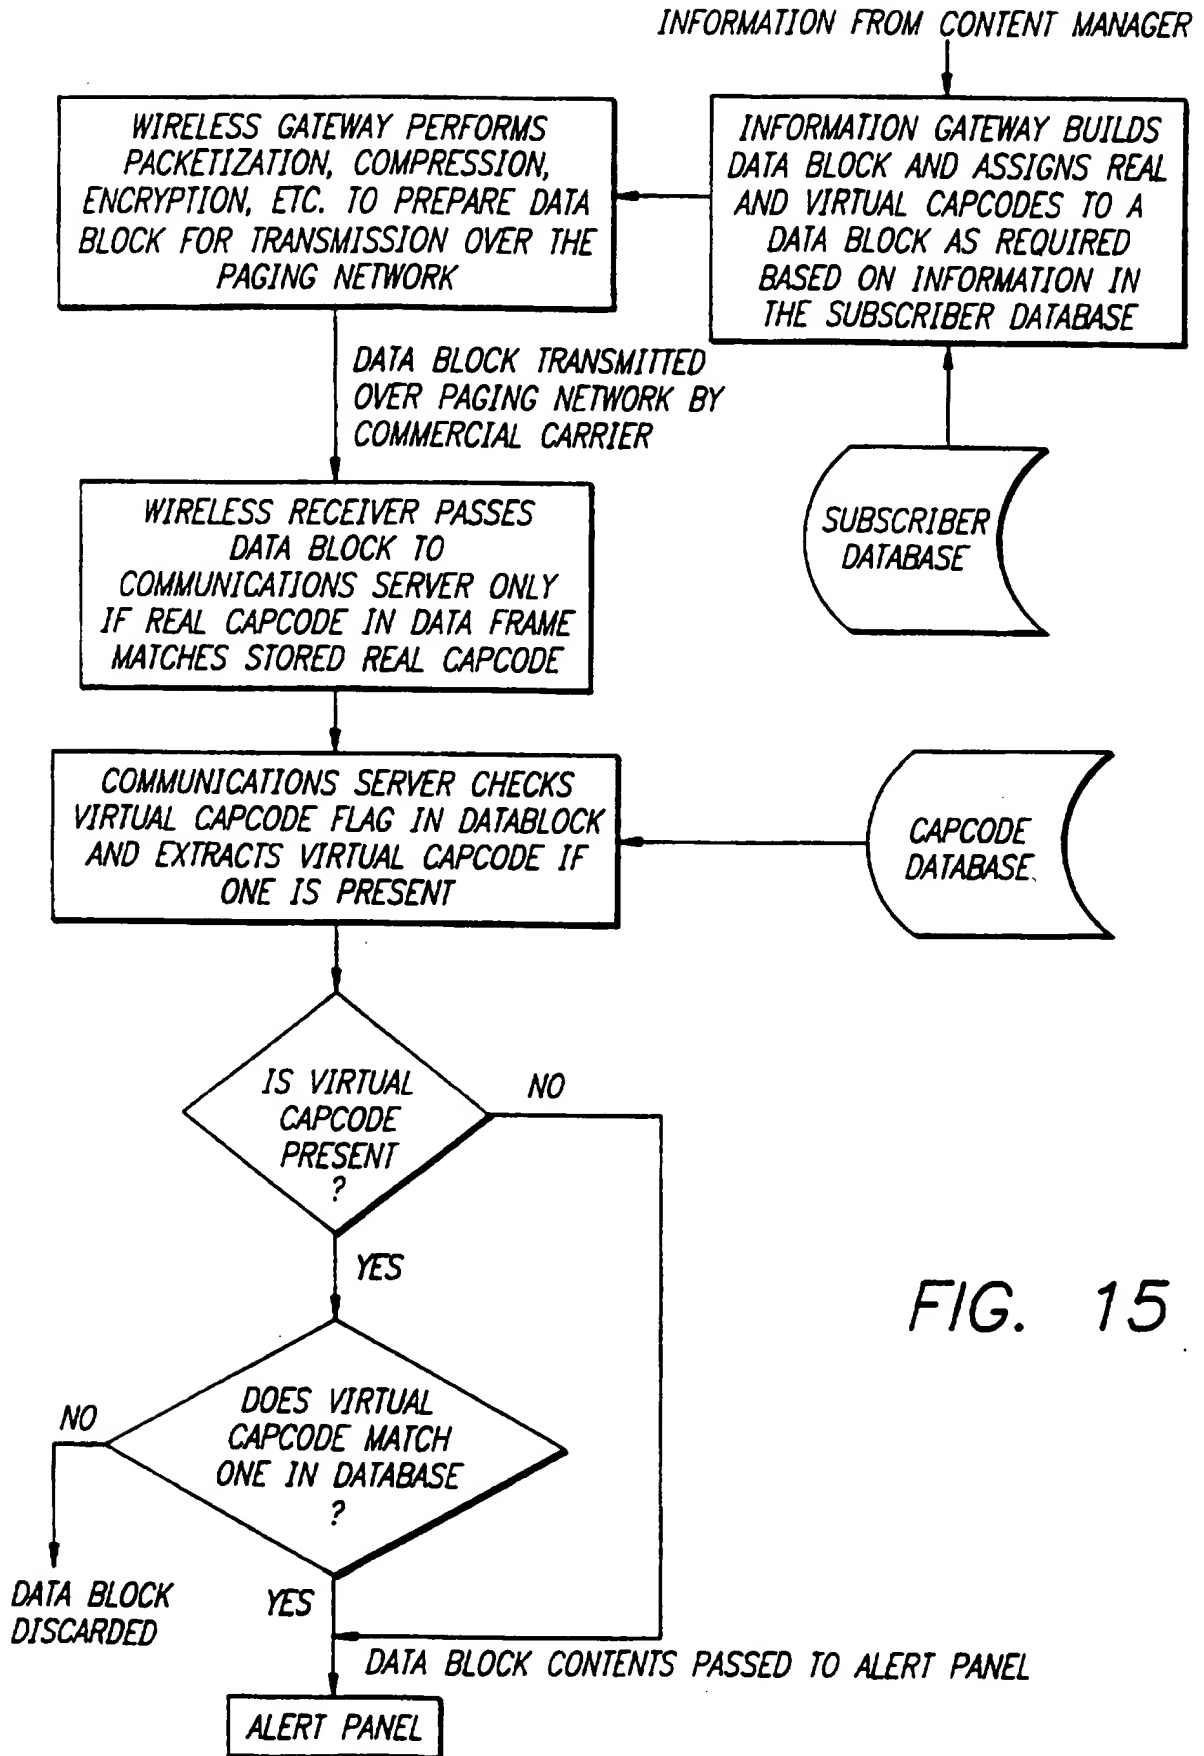 INFORMATION FROM CONTENT MANAGER
INFORMATION GATEWAY BUILDS
DATA BLOCK AND ASSIGNS REAL
AND VIRTUAL CAPCODES TO A
DATA BLOCK AS REQUIRED
BASED ON INFORMATION IN
THE SUBSCRIBER DATABASE
WIRELESS GATEWAY PERFORMS
PACKETIZATION, COMPRESSION,
ENCRYPTION, ETC. TO PREPARE DATA
BLOCK FOR TRANSMISSION OVER THE
PAGING NETWORK
DATA BLOCK TRANSMITTED
OVER PAGING NETWORK BY
COMMERCIAL CARRIER
SUBSCRIBER
DATABASE
WIRELESS RECEIVER PASSES
DATA BLOCK TO
COMMUNICATIONS SERVER ONLY
IF REAL CAPCODE IN DATA FRAME
MATCHES STORED REAL CAPCODE
COMMUNICATIONS SERVER CHECKS
VIRTUAL CAPCODE FLAG IN DATABLOCK
AND EXTRACTS VIRTUAL CAPCODE IF
ONE IS PRESENT
CAPCODE
DATABASE
IS VIRTUAL
CAPCODE
PRESENT
?
NO
YES
DOES VIRTUAL
CAPCODE MATCH
ONE IN DATABASE
?
NO
DATA BLOCK
DISCARDED
YES
DATA BLOCK CONTENTS PASSED TO ALERT PANEL
ALERT PANEL
FIG. 15